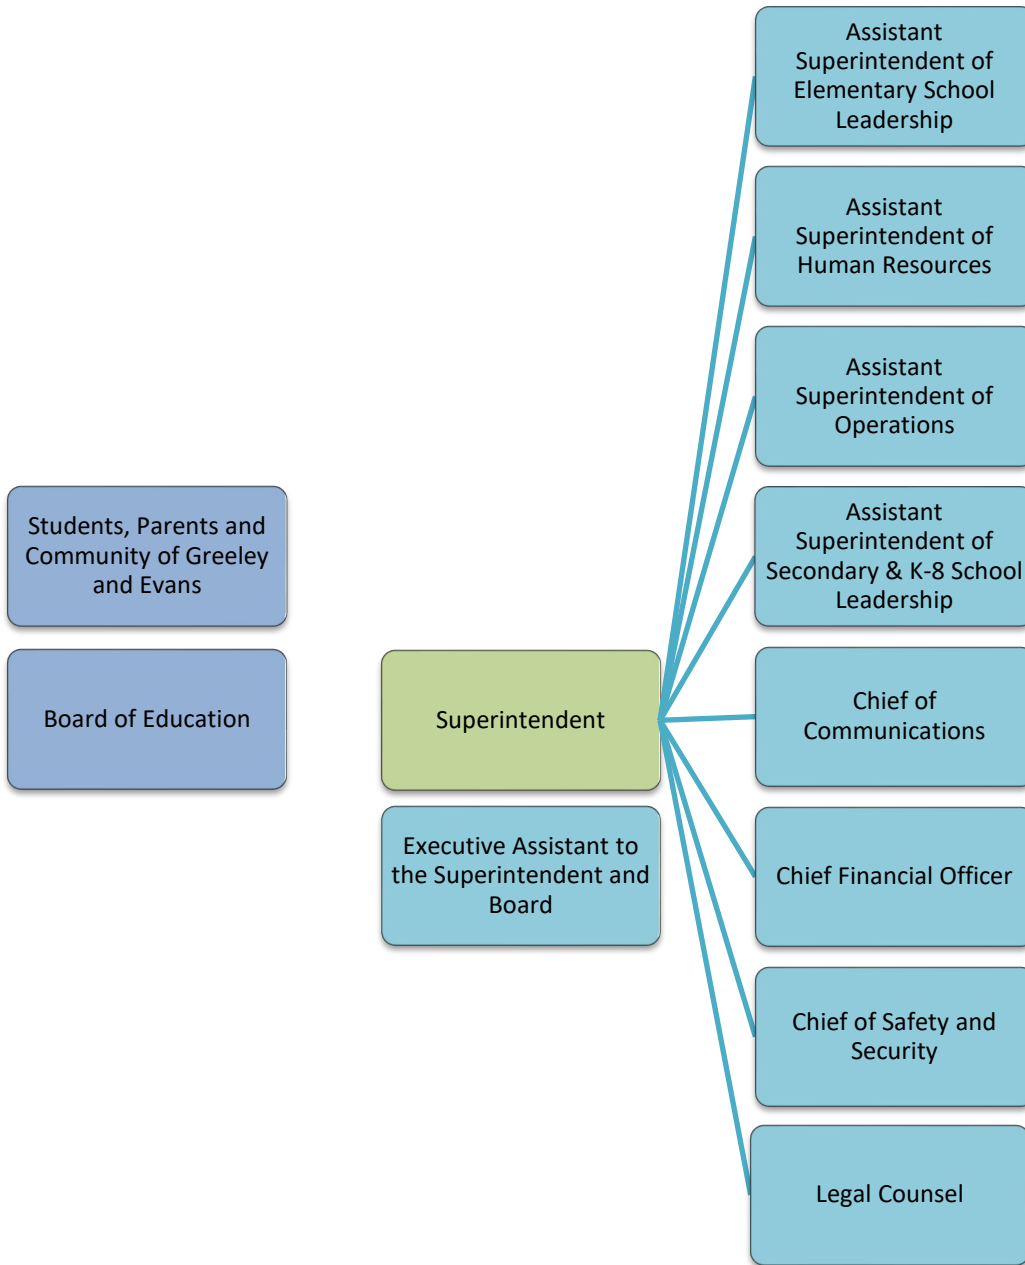 Students, Parents and
Community of Greeley
and Evans
Board of Education
Superintendent
Executive Assistant to
the Superintendent and
Board
Assistant
Superintendent of
Elementary School
Leadership
Assistant
Superintendent of
Human Resources
Assistant
Superintendent of
Operations
Assistant
Superintendent of
Secondary & K-8 School
Leadership
Chief of
Communications
Chief Financial Officer
Chief of Safety and
Security
Legal Counsel